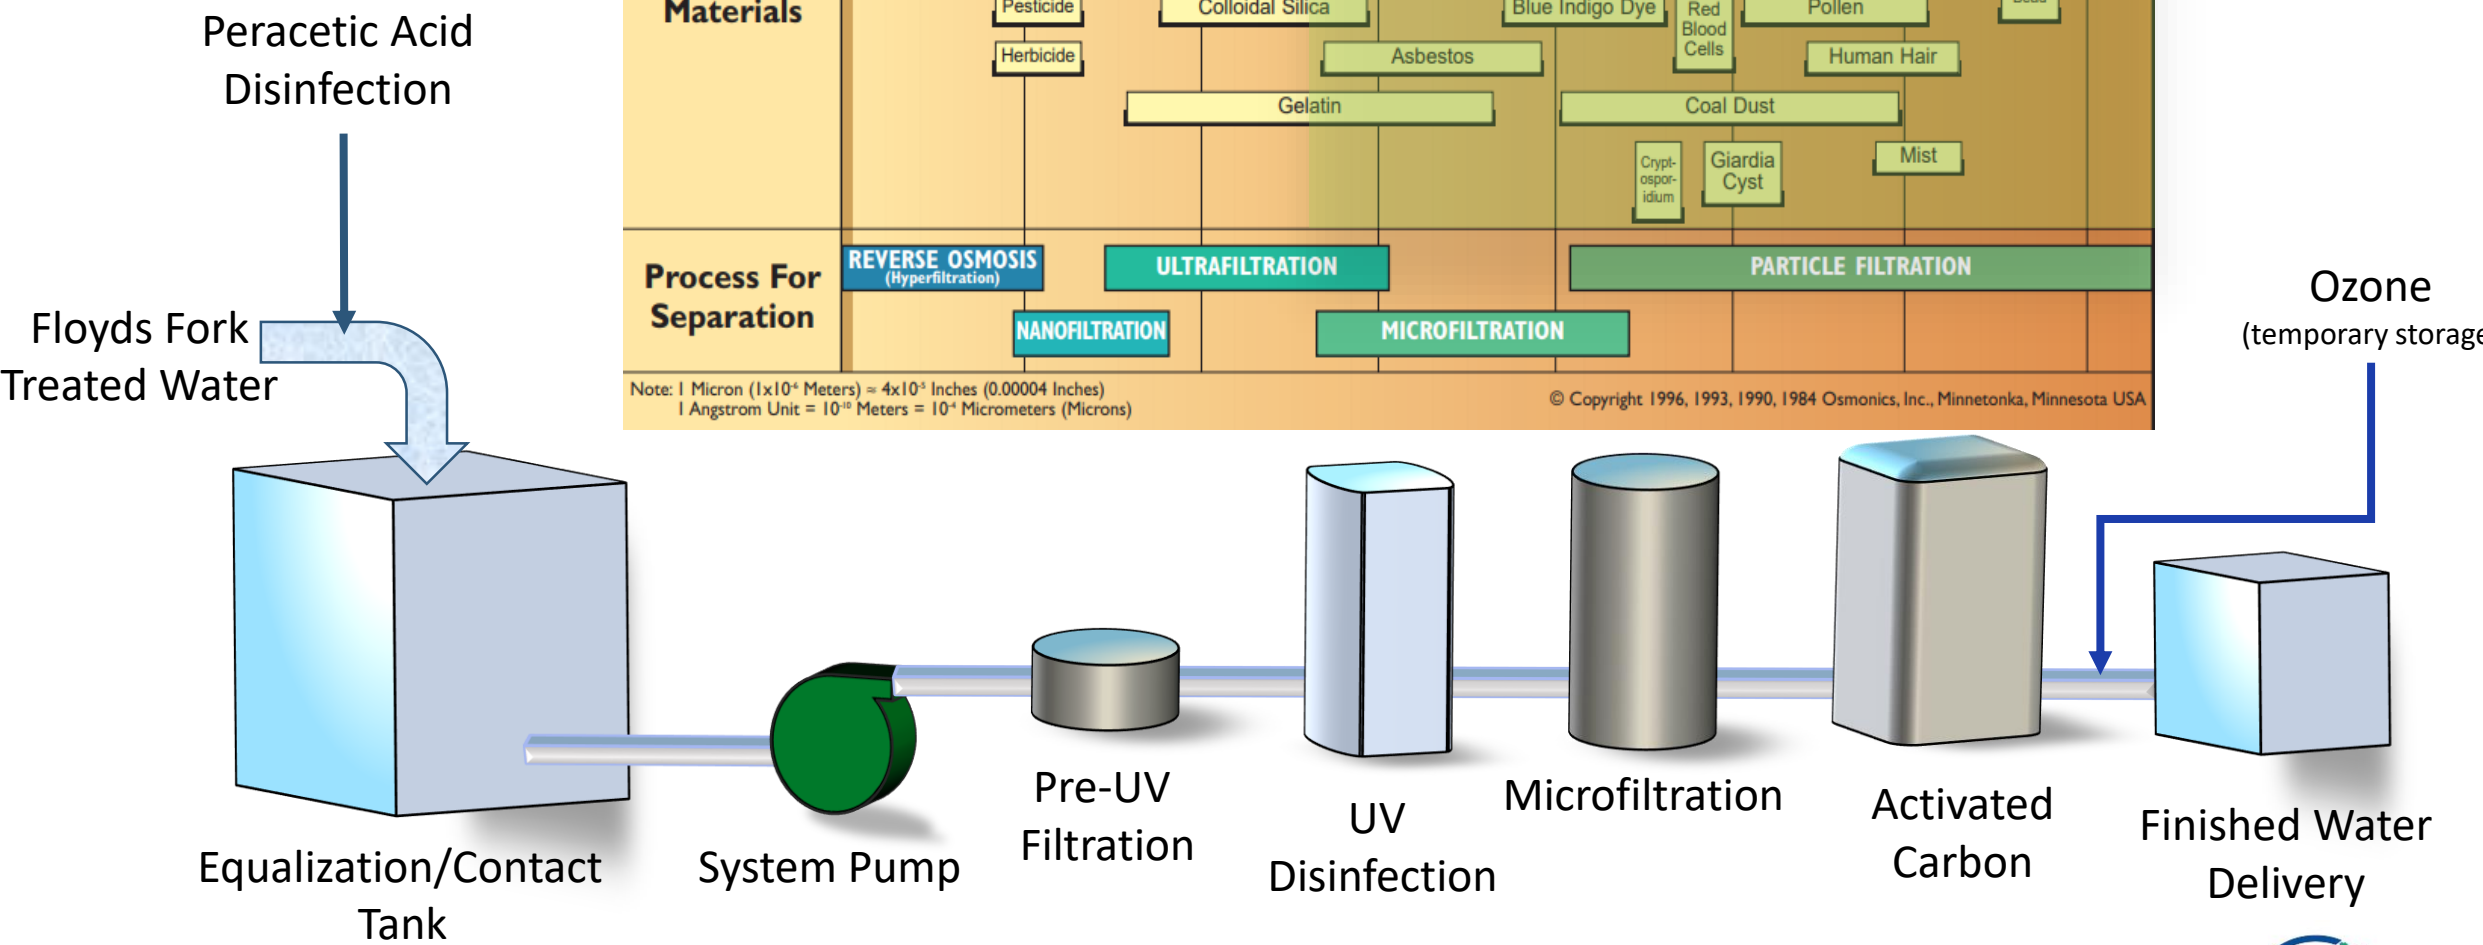 Peracetic Acid
Disinfection
Floyds Fork
Treated Water
Materials
Pesticide
Colloidal Silica
Blue Indigo Dye
Red
Blood
Cells
Pollen
Herbicide
Asbestos
Human Hair
Gelatin
Coal Dust
Crypt-
ospor-
idium
Giardia
Cyst
Mist
Process For
Separation
REVERSE OSMOSIS
(Hyperfiltration)
ULTRAFILTRATION
PARTICLE FILTRATION
NANOFILTRATION
MICROFILTRATION
Note: 1 Micron (1x10⁻⁶ Meters) ≈ 4x10⁻⁵ Inches (0.00004 Inches)
1 Angstrom Unit = 10⁻¹⁰ Meters = 10⁻⁴ Micrometers (Microns)
© Copyright 1996, 1993, 1990, 1984 Osmonics, Inc., Minnetonka, Minnesota USA
Ozone
(temporary storage
Equalization/Contact
Tank
System Pump
Pre-UV
Filtration
UV
Disinfection
Microfiltration
Activated
Carbon
Finished Water
Delivery